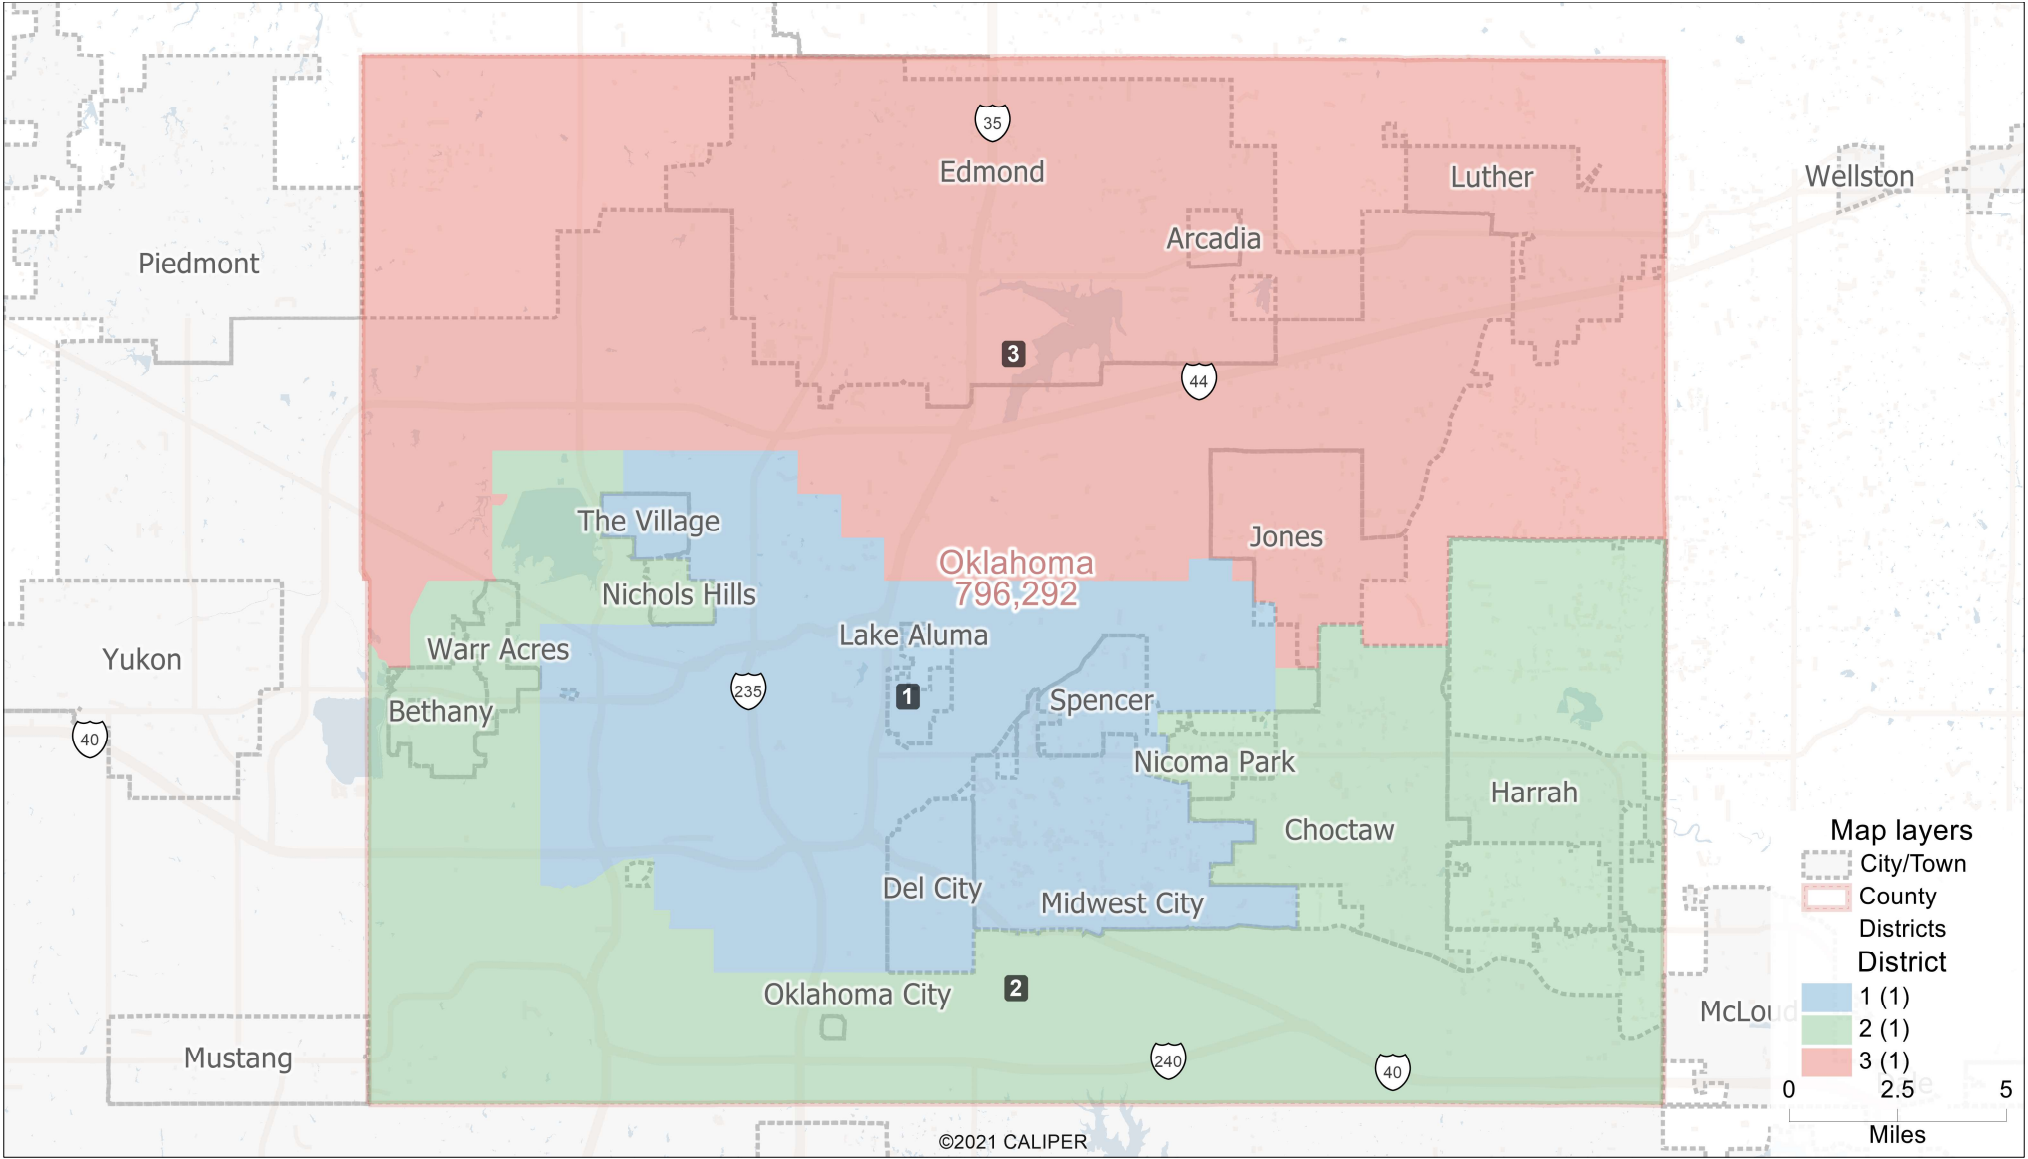 35
Edmond
Luther
Wellston
Arcadia
Piedmont
3
44
The Village
Jones
Oklahoma
796,292
Nichols Hills
Lake Aluma
Warr Acres
Yukon
235
1
Spencer
Bethany
40
Nicoma Park
Harrah
Choctaw
Del City
Midwest City
2
Oklahoma City
McLoud
Mustang
240
40
Map layers
City/Town
County
Districts
District
1 (1)
2 (1)
3 (1)
0 2.5 5
Miles
©2021 CALIPER